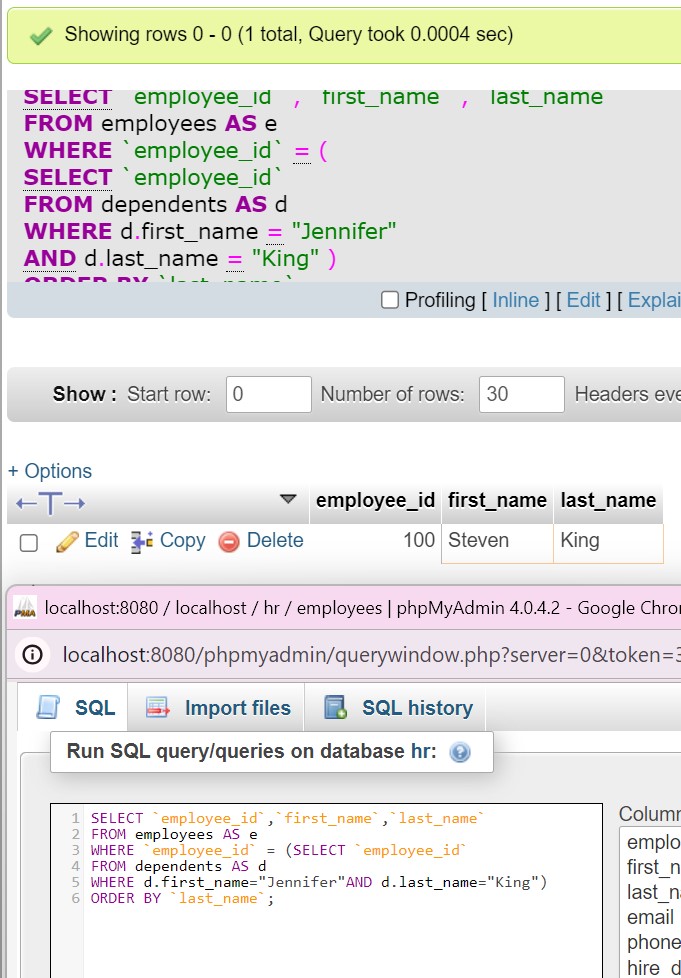 Showing rows 0 - 0 (1 total, Query took 0.0004 sec)
SELECT `employee_id` , `first_name` , `last_name`
FROM employees AS e
WHERE `employee_id` = (
SELECT `employee_id`
FROM dependents AS d
WHERE d.first_name = "Jennifer"
AND d.last_name = "King" )
ORDER BY `last_name`
Profiling [ Inline ] [ Edit ] [ Explai
Show : Start row: 0 Number of rows: 30 Headers eve
+ Options
←T→ employee_id first_name last_name
Edit Copy Delete 100 Steven King
localhost:8080 / localhost / hr / employees | phpMyAdmin 4.0.4.2 - Google Chro
localhost:8080/phpmyadmin/querywindow.php?server=0&token=3
SQL Import files SQL history
Run SQL query/queries on database hr:
1 SELECT `employee_id`,`first_name`,`last_name`
2 FROM employees AS e
3 WHERE `employee_id` = (SELECT `employee_id`
4 FROM dependents AS d
5 WHERE d.first_name="Jennifer"AND d.last_name="King")
6 ORDER BY `last_name`;
Colum
emplo
first_n
last_n
email
phone
hire_d